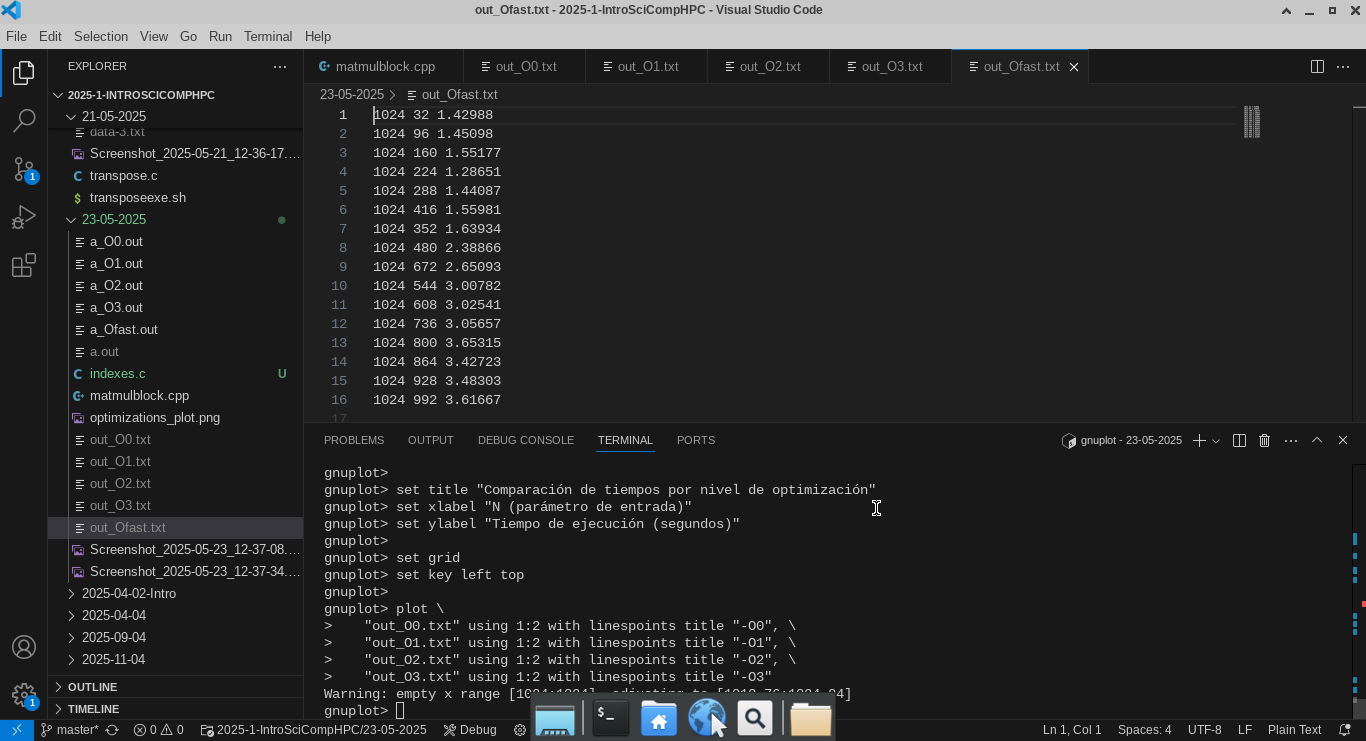 out_Ofast.txt - 2025-1-IntroSciCompHPC - Visual Studio Code
File Edit Selection View Go Run Terminal Help
EXPLORER
matmulblock.cpp
out_O0.txt
out_O1.txt
out_O2.txt
out_O3.txt
out_Ofast.txt
2025-1-INTROSCICOMPHPC
21-05-2025
data-3.txt
Screenshot_2025-05-21_12-36-17....
transpose.c
$ transposeexe.sh
23-05-2025
a_O0.out
a_O1.out
a_O2.out
a_O3.out
a_Ofast.out
a.out
indexes.c U
matmulblock.cpp
optimizations_plot.png
out_O0.txt
out_O1.txt
out_O2.txt
out_O3.txt
out_Ofast.txt
Screenshot_2025-05-23_12-37-08....
Screenshot_2025-05-23_12-37-34....
2025-04-02-Intro
2025-04-04
2025-09-04
2025-11-04
OUTLINE
TIMELINE
1
1
23-05-2025 > out_Ofast.txt
1 1024 32 1.42988
2 1024 96 1.45098
3 1024 160 1.55177
4 1024 224 1.28651
5 1024 288 1.44087
6 1024 416 1.55981
7 1024 352 1.63934
8 1024 480 2.38866
9 1024 672 2.65093
10 1024 544 3.00782
11 1024 608 3.02541
12 1024 736 3.05657
13 1024 800 3.65315
14 1024 864 3.42723
15 1024 928 3.48303
16 1024 992 3.61667
17
PROBLEMS OUTPUT DEBUG CONSOLE TERMINAL PORTS
gnuplot - 23-05-2025
gnuplot>
gnuplot> set title "Comparación de tiempos por nivel de optimización"
gnuplot> set xlabel "N (parámetro de entrada)"
gnuplot> set ylabel "Tiempo de ejecución (segundos)"
gnuplot>
gnuplot> set grid
gnuplot> set key left top
gnuplot>
gnuplot> plot \
>    "out_O0.txt" using 1:2 with linespoints title "-O0", \
>    "out_O1.txt" using 1:2 with linespoints title "-O1", \
>    "out_O2.txt" using 1:2 with linespoints title "-O2", \
>    "out_O3.txt" using 1:2 with linespoints title "-O3"
Warning: empty x range [1024:1024], adjusting to [1013.76:1034.24]
gnuplot>
master* 0 0 2025-1-IntroSciCompHPC/23-05-2025 Debug Ln 1, Col 1 Spaces: 4 UTF-8 LF Plain Text